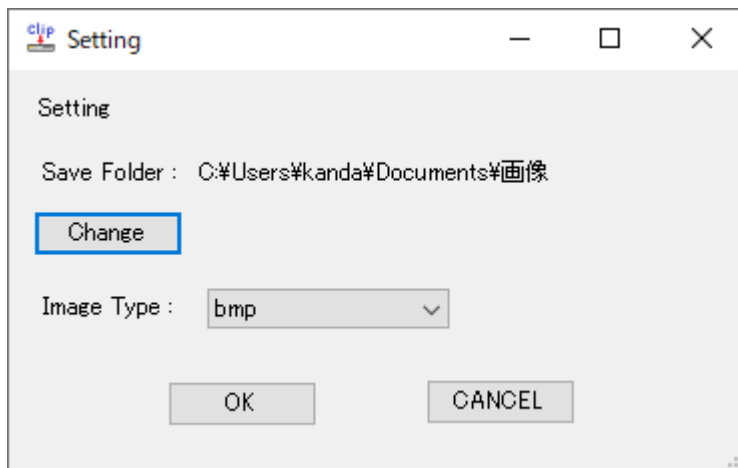 clip Setting
Setting
Save Folder : C:¥Users¥kanda¥Documents¥画像
Change
Image Type : bmp
OK CANCEL